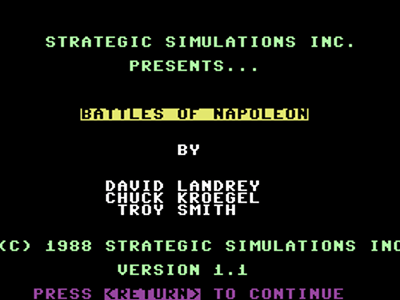 STRATEGIC SIMULATIONS INC.
PRESENTS...
BATTLES OF NAPOLEON
BY
DAVID LANDREY
CHUCK KROEGEL
TROY SMITH
(C) 1988 STRATEGIC SIMULATIONS INC
VERSION 1.1
PRESS <RETURN> TO CONTINUE